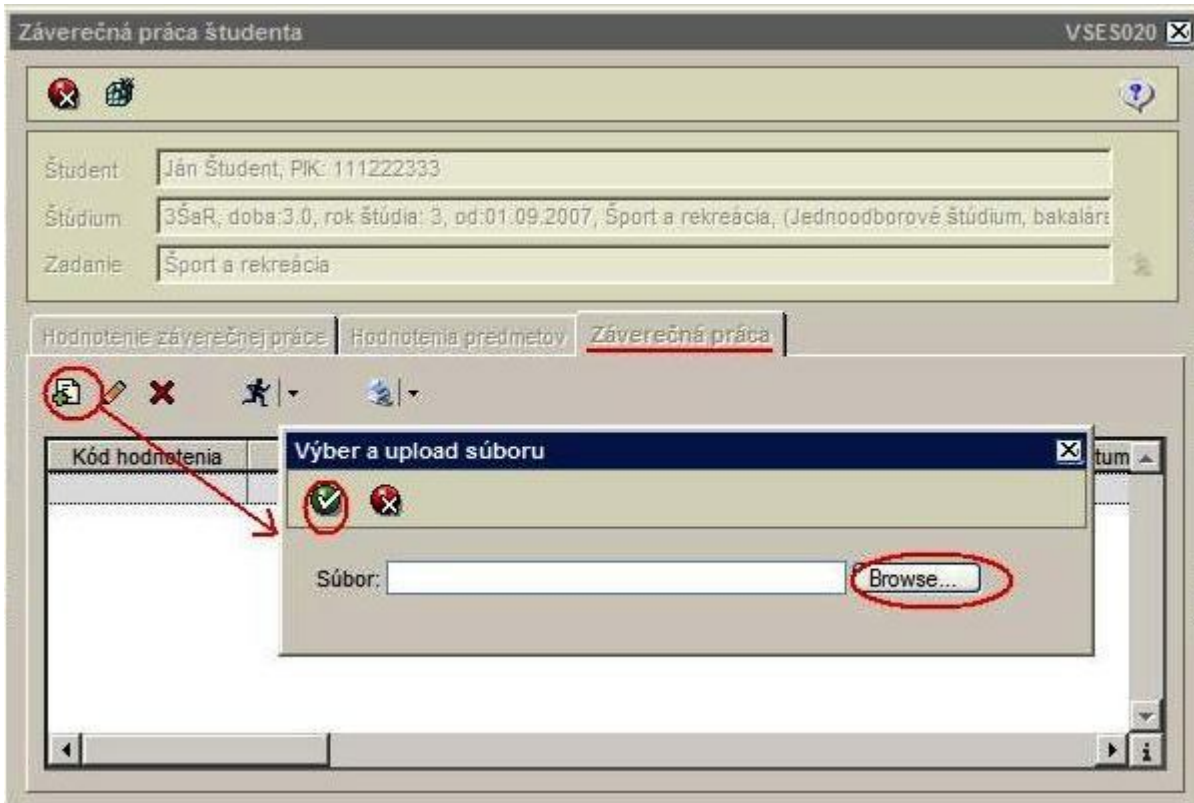 Záverečná práca študenta VSES020
Študent Ján Študent, PIK: 111222333
Štúdium 3ŠaR, doba:3.0, rok štúdia: 3, od:01.09.2007, Šport a rekreácia, (Jednoodborové štúdium, bakalárs
Zadanie Šport a rekreácia
Hodnotenie záverečnej práce Hodnotenia predmetov Záverečná práca
Kód hodnotenia tum
Výber a upload súboru
Súbor: Browse...